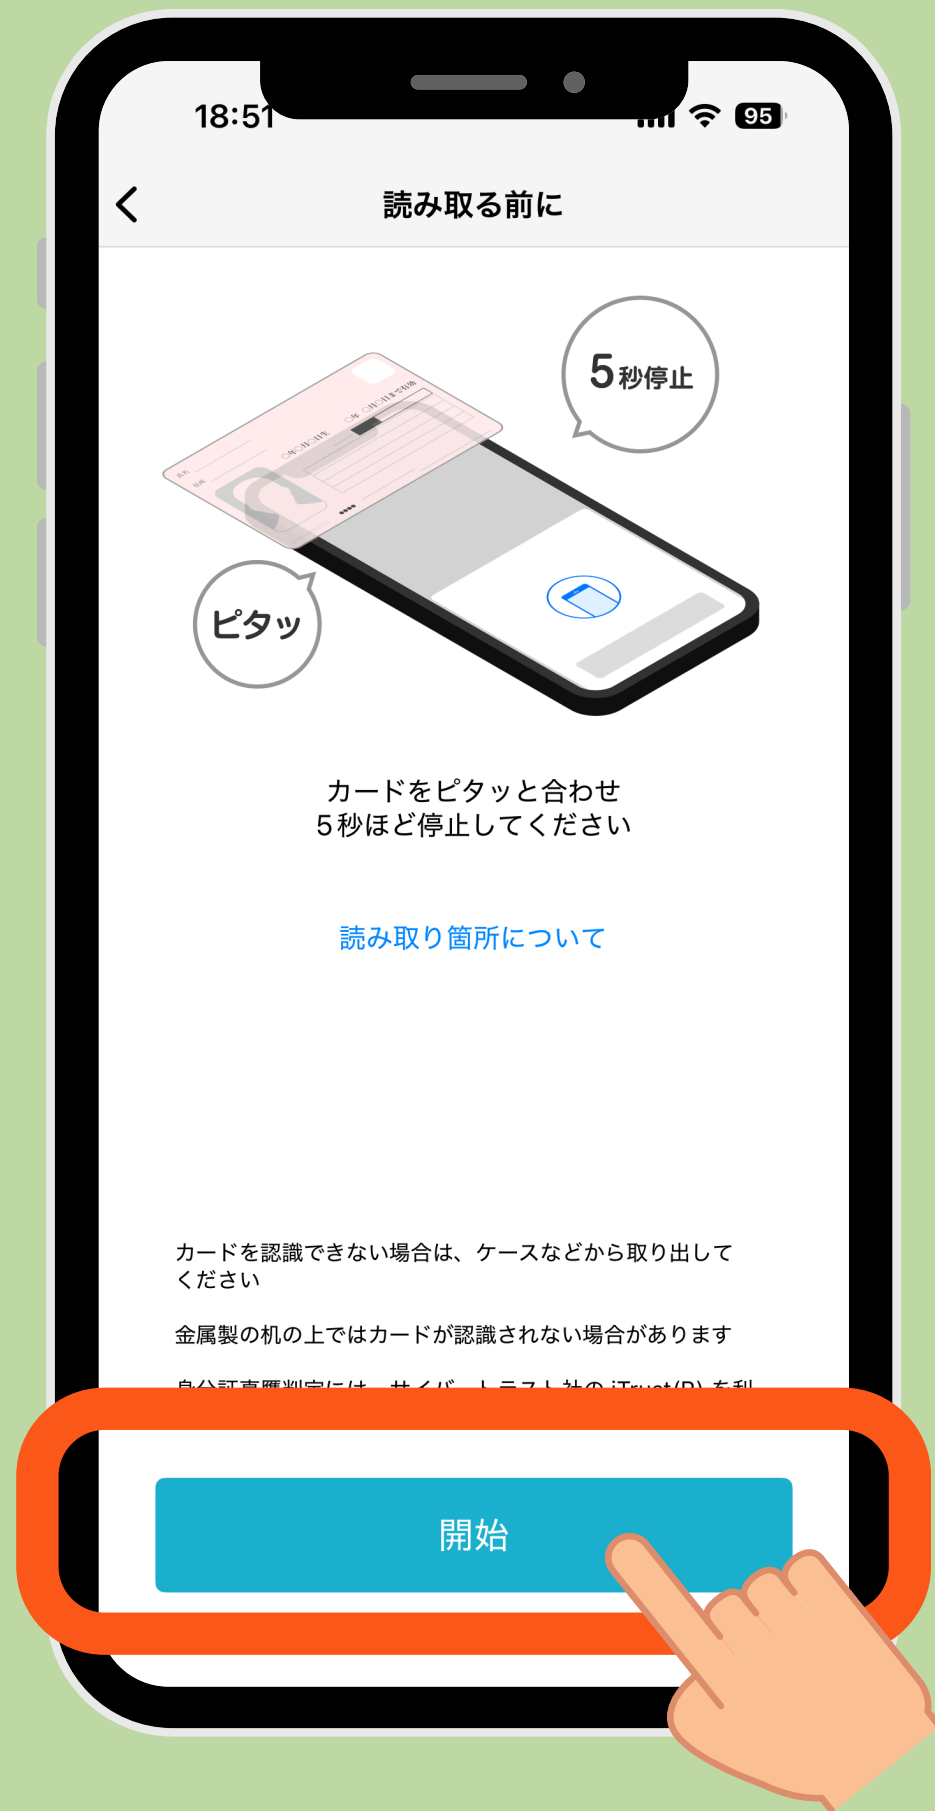 18:51
95
読み取る前に
5秒停止
ピタッ
カードをピタッと合わせ
5秒ほど停止してください
読み取り箇所について
カードを認識できない場合は、ケースなどから取り出して
ください
金属製の机の上ではカードが認識されない場合があります
開始